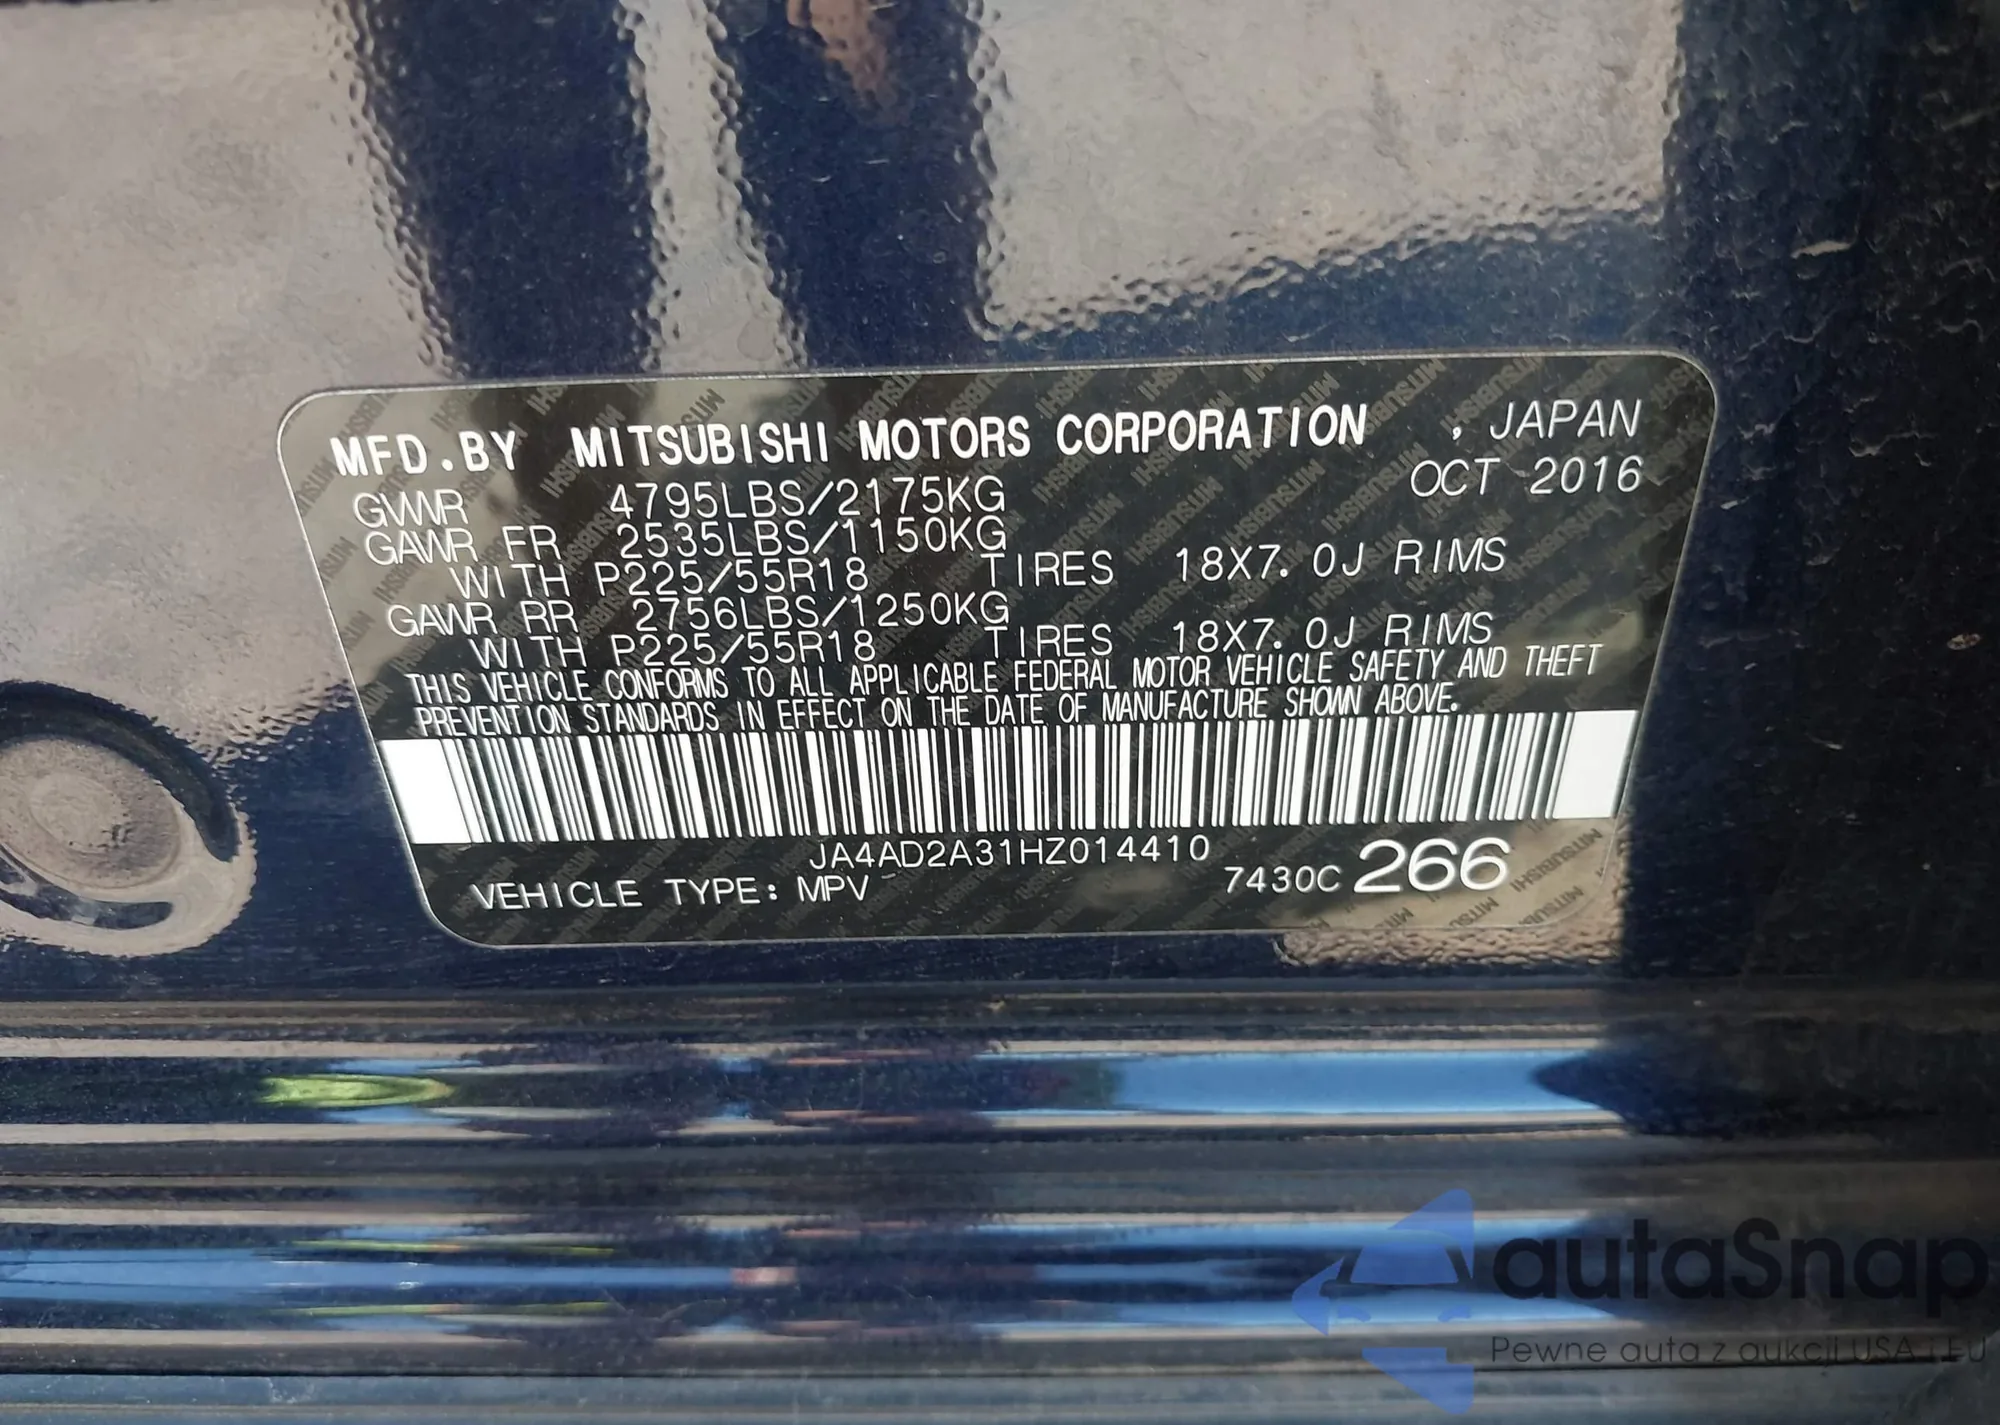 MFD.BY MITSUBISHI MOTORS CORPORATION , JAPAN
OCT 2016
GVWR 4795LBS/2175KG
GAWR FR 2535LBS/1150KG
WITH P225/55R18 TIRES 18X7.0J RIMS
GAWR RR 2756LBS/1250KG
WITH P225/55R18 TIRES 18X7.0J RIMS
THIS VEHICLE CONFORMS TO ALL APPLICABLE FEDERAL MOTOR VEHICLE SAFETY AND THEFT
PREVENTION STANDARDS IN EFFECT ON THE DATE OF MANUFACTURE SHOWN ABOVE.
JA4AD2A31HZ014410
VEHICLE TYPE: MPV 7430C 266
autaSnap
Pewne auta z aukcji USA i EU